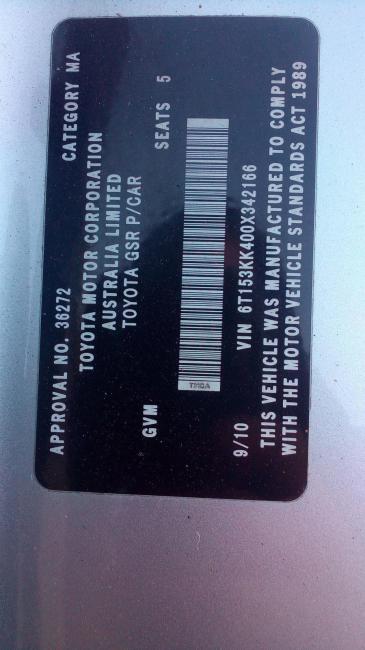 APPROVAL NO. 36272 CATEGORY MA
TOYOTA MOTOR CORPORATION
AUSTRALIA LIMITED
TOYOTA GSR P/CAR
GVM SEATS 5
TMCA
9/10 VIN 6T153KK400X342166
THIS VEHICLE WAS MANUFACTURED TO COMPLY
WITH THE MOTOR VEHICLE STANDARDS ACT 1989